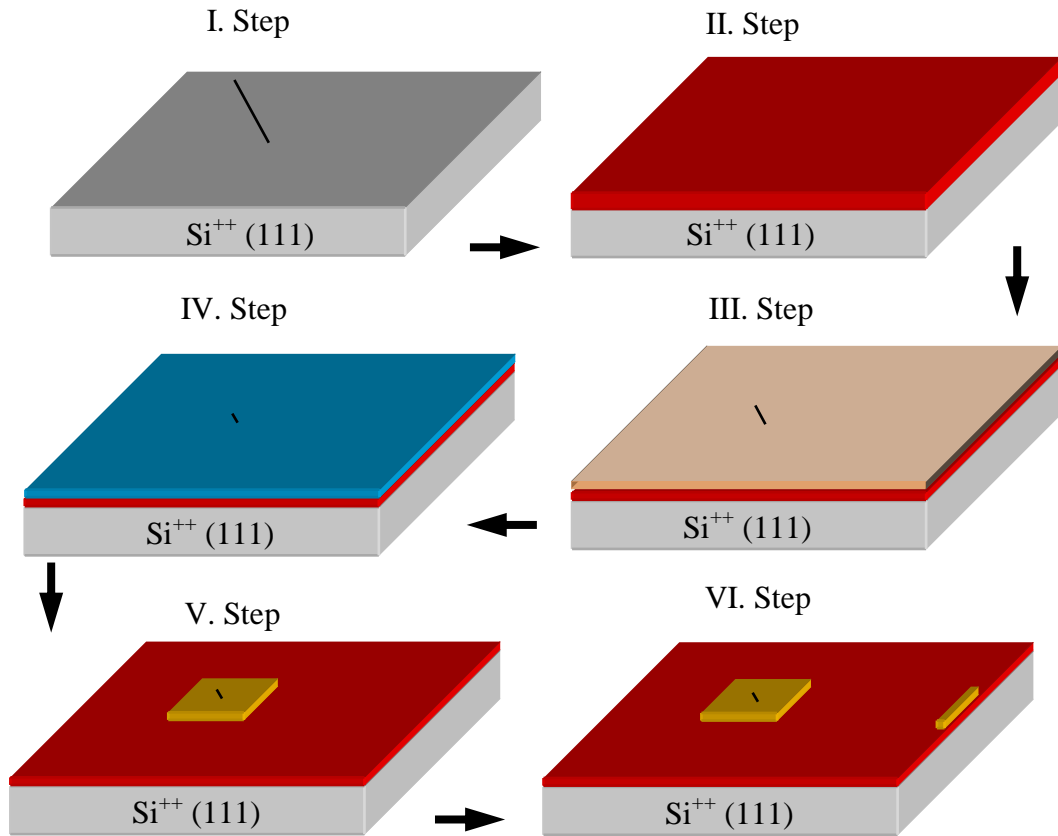 I. Step
Si⁺⁺ (111)
II. Step
Si⁺⁺ (111)
III. Step
Si⁺⁺ (111)
IV. Step
Si⁺⁺ (111)
V. Step
Si⁺⁺ (111)
VI. Step
Si⁺⁺ (111)